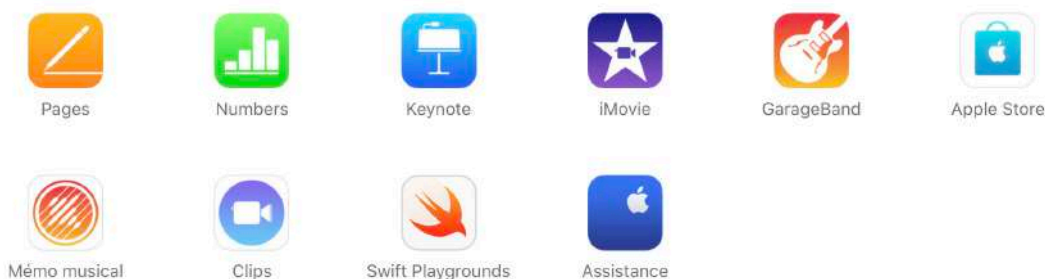 Pages Numbers Keynote iMovie GarageBand Apple Store
Mémo musical Clips Swift Playgrounds Assistance